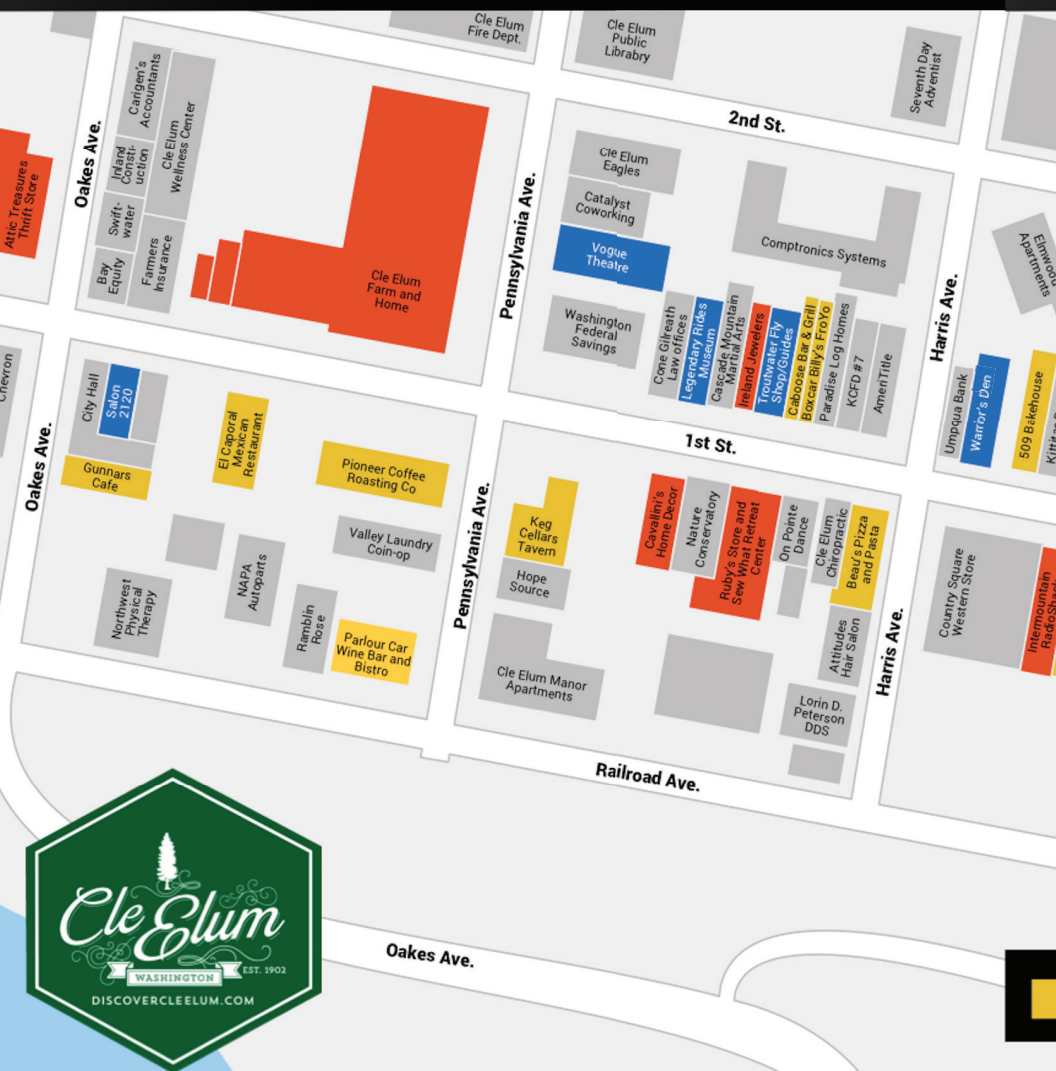 Cle Elum
Fire Dept.
Cle Elum
Public
Librabry
Seventh Day
Adventist
2nd St.
Carigen's
Accountants
Cle Elum
Wellness Center
Inland
Consti-
uction
Swift-
water
Bay
Equity
Farmers
Insurance
Oakes Ave.
Attic Treasures
Thrift Store
Cle Elum
Farm and
Home
Pennsylvania Ave.
Cle Elum
Eagles
Catalyst
Coworking
Vogue
Theatre
Washington
Federal
Savings
Comptronics Systems
Cone Gilreath
Law offices
Legendary Rides
Museum
Cascade Mountain
Martial Arts
Ireland Jewelers
Troutwater Fly
Shop/Guides
Caboose Bar & Grill
Boxcar Billy's FroYo
Paradise Log Homes
KCFD #7
AmeriTitle
Harris Ave.
Elmwood
Apartments
Umpqua Bank
Warrior's Den
509 Bakehouse
1st St.
Chevron
City Hall
Salon
2120
Gunnars
Cafe
Oakes Ave.
El Caporal
Mexican
Restaurant
Pioneer Coffee
Roasting Co
Valley Laundry
Coin-op
NAPA
Autoparts
Northwest
Physical
Therapy
Ramblin
Rose
Parlour Car
Wine Bar and
Bistro
Pennsylvania Ave.
Keg
Cellars
Tavern
Hope
Source
Cle Elum Manor
Apartments
Cavallini's
Home Decor
Nature
Conservatory
Ruby's Store and
Sew What Retreat
Center
On Pointe
Dance
Cle Elum
Chiropractic
Beau's Pizza
and Pasta
Attitudes
Hair Salon
Lorin D.
Peterson
DDS
Harris Ave.
Country Square
Western Store
Intermountain
RadioShack
Railroad Ave.
Oakes Ave.
Cle Elum
WASHINGTON
EST. 1902
DISCOVERCLEELUM.COM